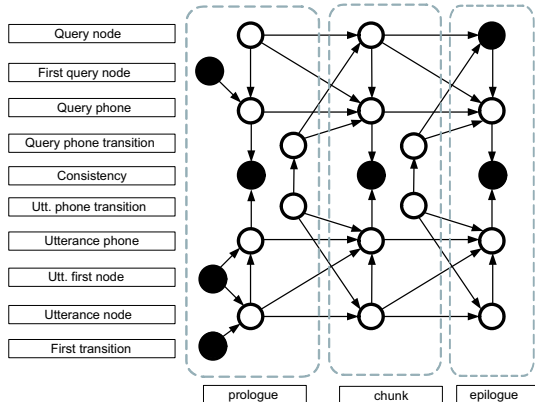 Query node
First query node
Query phone
Query phone transition
Consistency
Utt. phone transition
Utterance phone
Utt. first node
Utterance node
First transition
prologue
chunk
epilogue